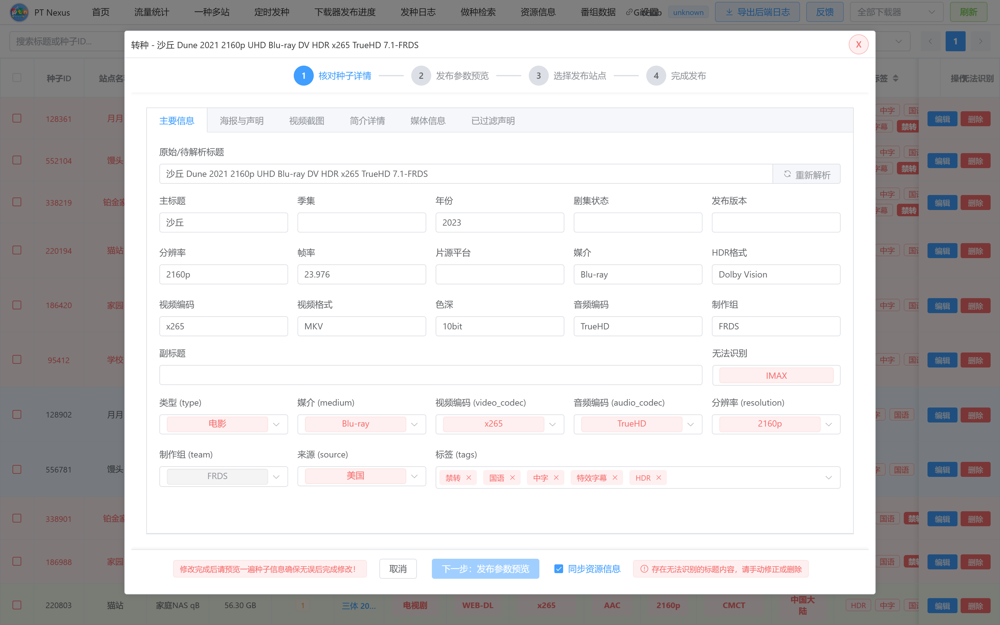 PT Nexus 首页 流量统计 一种多站 定时发种 下载器发布进度 发种日志 做种检索 资源信息 番组数据 设置 unknown 导出后端日志 反馈 全部下载器 刷新
搜索标题或种子ID... 1
转种 - 沙丘 Dune 2021 2160p UHD Blu-ray DV HDR x265 TrueHD 7.1-FRDS X
1 核对种子详情 2 发布参数预览 3 选择发布站点 4 完成发布
种子ID 站点名 标签 无法识别
主要信息 海报与声明 视频截图 简介详情 媒体信息 已过滤声明
原始/待解析标题
沙丘 Dune 2021 2160p UHD Blu-ray DV HDR x265 TrueHD 7.1-FRDS 重新解析
主标题 季集 年份 剧集状态 发布版本
沙丘 2023
分辨率 帧率 片源平台 媒介 HDR格式
2160p 23.976 Blu-ray Dolby Vision
视频编码 视频格式 色深 音频编码 制作组
x265 MKV 10bit TrueHD FRDS
副标题 无法识别
IMAX
类型 (type) 媒介 (medium) 视频编码 (video_codec) 音频编码 (audio_codec) 分辨率 (resolution)
电影 Blu-ray x265 TrueHD 2160p
制作组 (team) 来源 (source) 标签 (tags)
FRDS 美国 禁转 国语 中字 特效字幕 HDR
修改完成后请预览一遍种子信息确保无误后完成修改! 取消 下一步: 发布参数预览 同步资源信息 存在无法识别的标题内容, 请手动修正或删除
128361 月月 中字 国语 字幕 禁转 编辑 删除
552104 馒头 中字 国语 字幕 禁转 编辑 删除
338219 铂金家 中字 国语 字幕 禁转 编辑 删除
220194 猫站 中字 国语 编辑 删除
186420 家园 中字 国语 编辑 删除
95412 学校 中字 国语 编辑 删除
128902 月月 字 国语 编辑 删除
556781 馒头 字 国语 编辑 删除
338901 铂金家 国语 禁转 编辑 删除
186988 家园 国语 禁转 编辑 删除
220803 猫站 家庭NAS qB 56.30 GB 1 三体 20... 电视剧 WEB-DL x265 AAC 2160p CMCT 中国大陆 HDR 中字 国语 编辑 删除